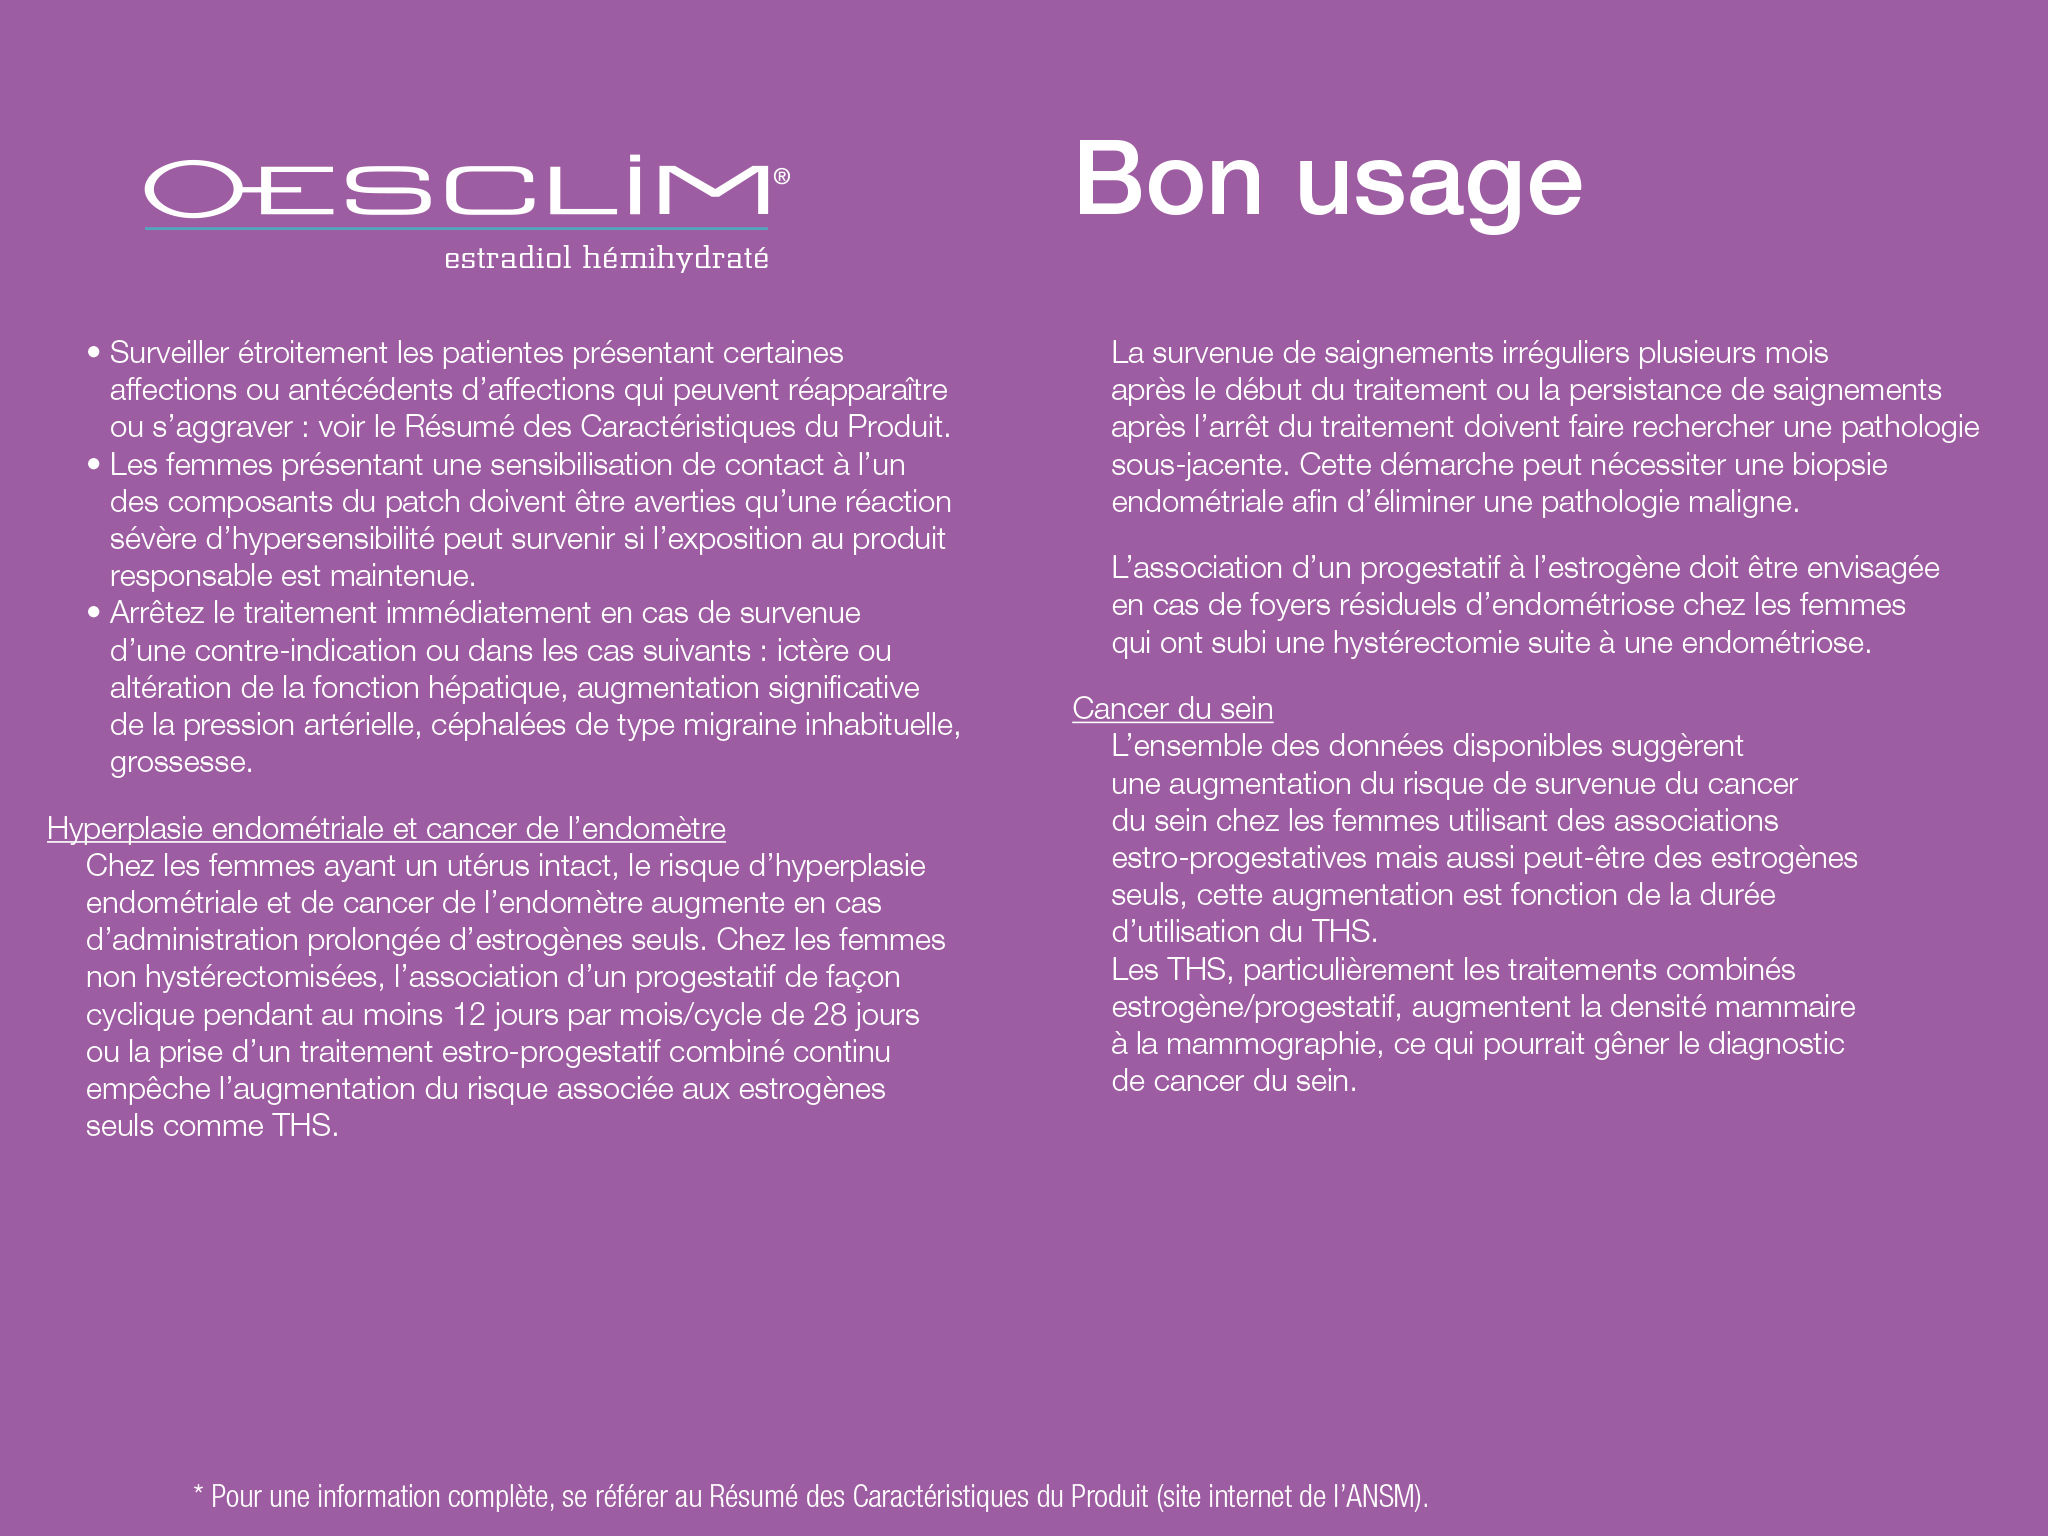 OESCLIM®
estradiol hémihydraté
Bon usage
• Surveiller étroitement les patientes présentant certaines
affections ou antécédents d’affections qui peuvent réapparaître
ou s’aggraver : voir le Résumé des Caractéristiques du Produit.
• Les femmes présentant une sensibilisation de contact à l’un
des composants du patch doivent être averties qu’une réaction
sévère d’hypersensibilité peut survenir si l’exposition au produit
responsable est maintenue.
• Arrêtez le traitement immédiatement en cas de survenue
d’une contre-indication ou dans les cas suivants : ictère ou
altération de la fonction hépatique, augmentation significative
de la pression artérielle, céphalées de type migraine inhabituelle,
grossesse.
Hyperplasie endométriale et cancer de l’endomètre
Chez les femmes ayant un utérus intact, le risque d’hyperplasie
endométriale et de cancer de l’endomètre augmente en cas
d’administration prolongée d’estrogènes seuls. Chez les femmes
non hystérectomisées, l’association d’un progestatif de façon
cyclique pendant au moins 12 jours par mois/cycle de 28 jours
ou la prise d’un traitement estro-progestatif combiné continu
empêche l’augmentation du risque associée aux estrogènes
seuls comme THS.
La survenue de saignements irréguliers plusieurs mois
après le début du traitement ou la persistance de saignements
après l’arrêt du traitement doivent faire rechercher une pathologie
sous-jacente. Cette démarche peut nécessiter une biopsie
endométriale afin d’éliminer une pathologie maligne.
L’association d’un progestatif à l’estrogène doit être envisagée
en cas de foyers résiduels d’endométriose chez les femmes
qui ont subi une hystérectomie suite à une endométriose.
Cancer du sein
L’ensemble des données disponibles suggèrent
une augmentation du risque de survenue du cancer
du sein chez les femmes utilisant des associations
estro-progestatives mais aussi peut-être des estrogènes
seuls, cette augmentation est fonction de la durée
d’utilisation du THS.
Les THS, particulièrement les traitements combinés
estrogène/progestatif, augmentent la densité mammaire
à la mammographie, ce qui pourrait gêner le diagnostic
de cancer du sein.
* Pour une information complète, se référer au Résumé des Caractéristiques du Produit (site internet de l’ANSM).